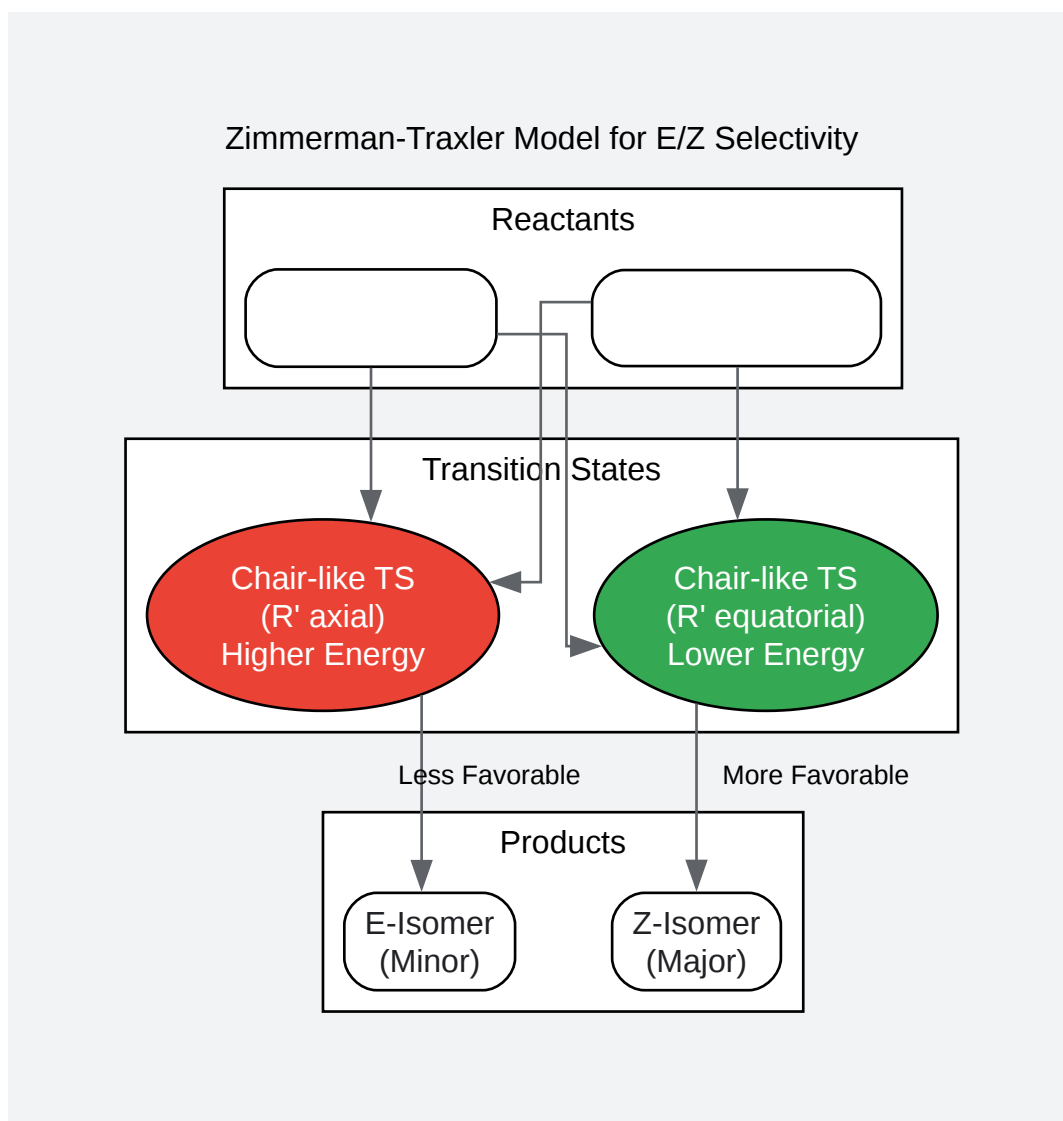 Zimmerman-Traxler Model for E/Z Selectivity
Reactants
Transition States
Chair-like TS
(R' axial)
Higher Energy
Chair-like TS
(R' equatorial)
Lower Energy
Less Favorable
More Favorable
Products
E-Isomer
(Minor)
Z-Isomer
(Major)